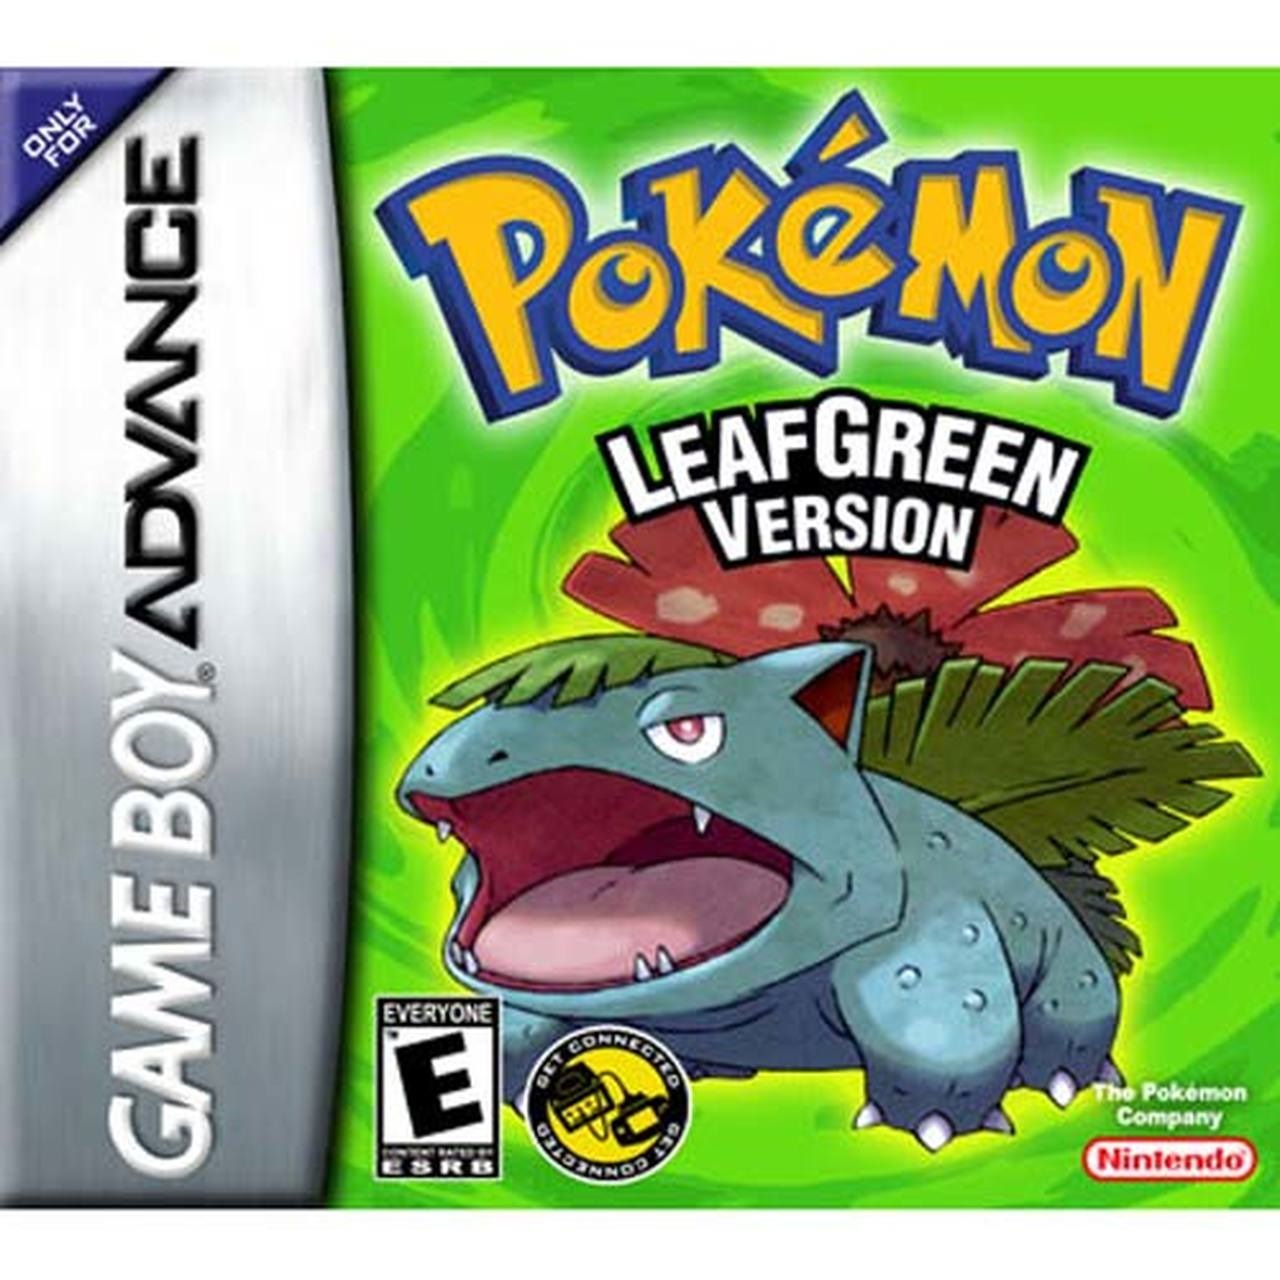 ONLY
FOR
GAME BOY ADVANCE
®
POKéMON
LEAFGREEN
VERSION
EVERYONE
E
CONTENT RATED BY
ESRB
GET CONNECTED
GET CONNECTED
The Pokémon
Company
Nintendo